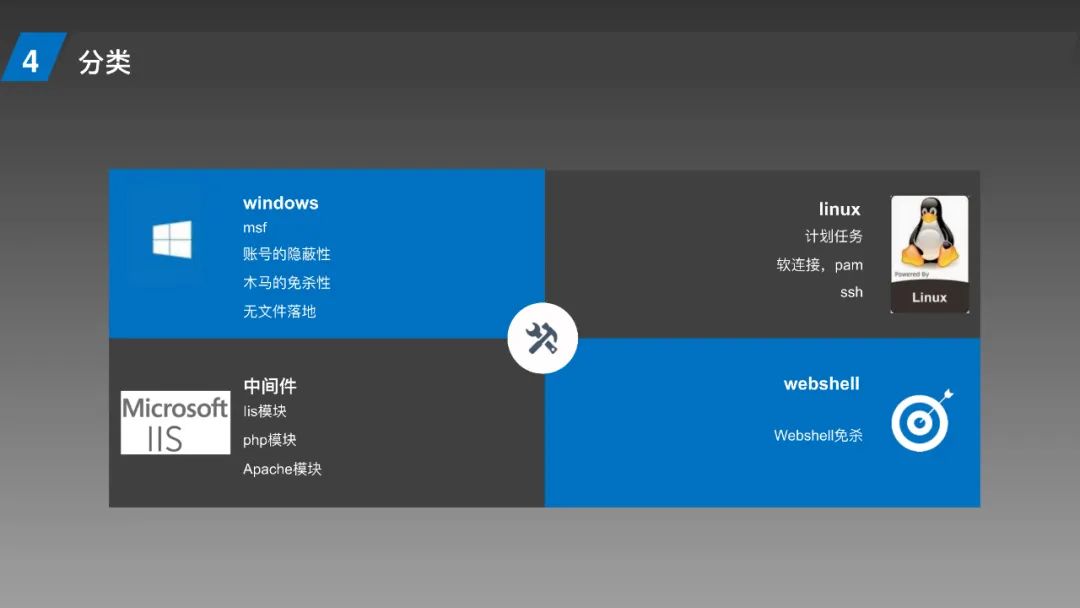 4 分类
windows
msf
账号的隐蔽性
木马的免杀性
无文件落地
linux
计划任务
软连接，pam
ssh
Powered By
Linux
Microsoft
IIS
中间件
Iis模块
php模块
Apache模块
webshell
Webshell免杀